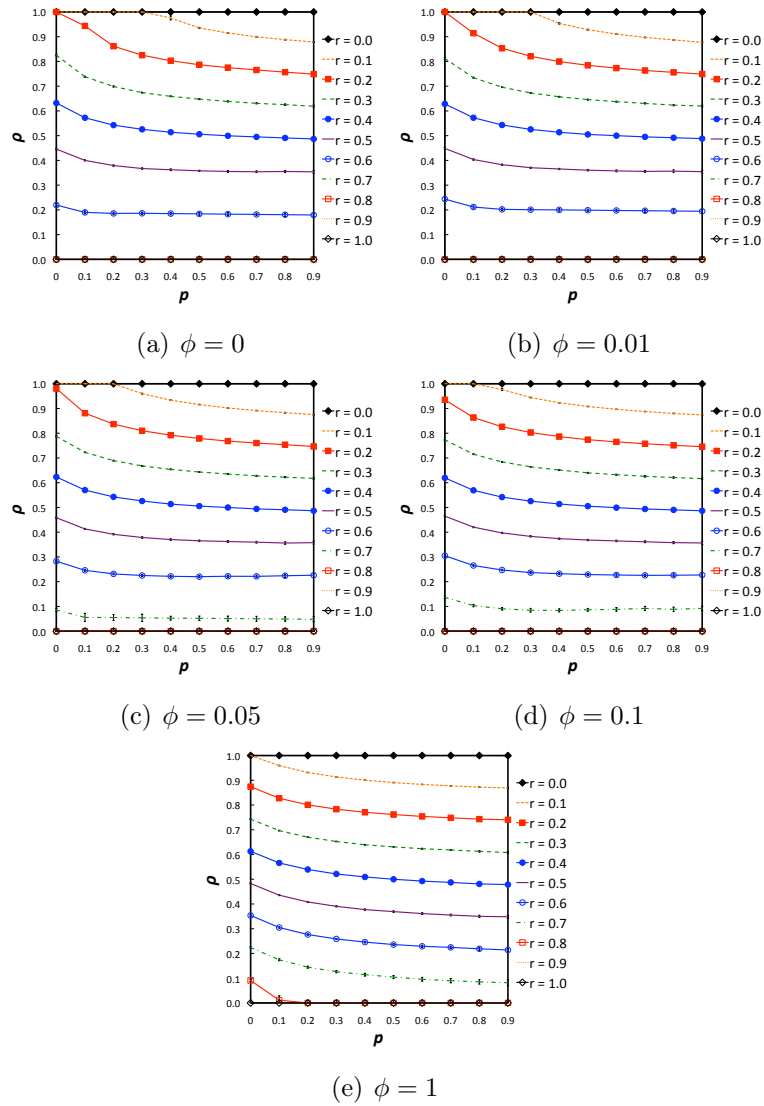 1.0
0.9
0.8
0.7
0.6
0.5
0.4
0.3
0.2
0.1
0.0
ρ
0 0.1 0.2 0.3 0.4 0.5 0.6 0.7 0.8 0.9
p
r = 0.0
r = 0.1
r = 0.2
r = 0.3
r = 0.4
r = 0.5
r = 0.6
r = 0.7
r = 0.8
r = 0.9
r = 1.0
(a) ϕ = 0
1.0
0.9
0.8
0.7
0.6
0.5
0.4
0.3
0.2
0.1
0.0
ρ
0 0.1 0.2 0.3 0.4 0.5 0.6 0.7 0.8 0.9
p
r = 0.0
r = 0.1
r = 0.2
r = 0.3
r = 0.4
r = 0.5
r = 0.6
r = 0.7
r = 0.8
r = 0.9
r = 1.0
(b) ϕ = 0.01
1.0
0.9
0.8
0.7
0.6
0.5
0.4
0.3
0.2
0.1
0.0
ρ
0 0.1 0.2 0.3 0.4 0.5 0.6 0.7 0.8 0.9
p
r = 0.0
r = 0.1
r = 0.2
r = 0.3
r = 0.4
r = 0.5
r = 0.6
r = 0.7
r = 0.8
r = 0.9
r = 1.0
(c) ϕ = 0.05
1.0
0.9
0.8
0.7
0.6
0.5
0.4
0.3
0.2
0.1
0.0
ρ
0 0.1 0.2 0.3 0.4 0.5 0.6 0.7 0.8 0.9
p
r = 0.0
r = 0.1
r = 0.2
r = 0.3
r = 0.4
r = 0.5
r = 0.6
r = 0.7
r = 0.8
r = 0.9
r = 1.0
(d) ϕ = 0.1
1.0
0.9
0.8
0.7
0.6
0.5
0.4
0.3
0.2
0.1
0.0
ρ
0 0.1 0.2 0.3 0.4 0.5 0.6 0.7 0.8 0.9
p
r = 0.0
r = 0.1
r = 0.2
r = 0.3
r = 0.4
r = 0.5
r = 0.6
r = 0.7
r = 0.8
r = 0.9
r = 1.0
(e) ϕ = 1